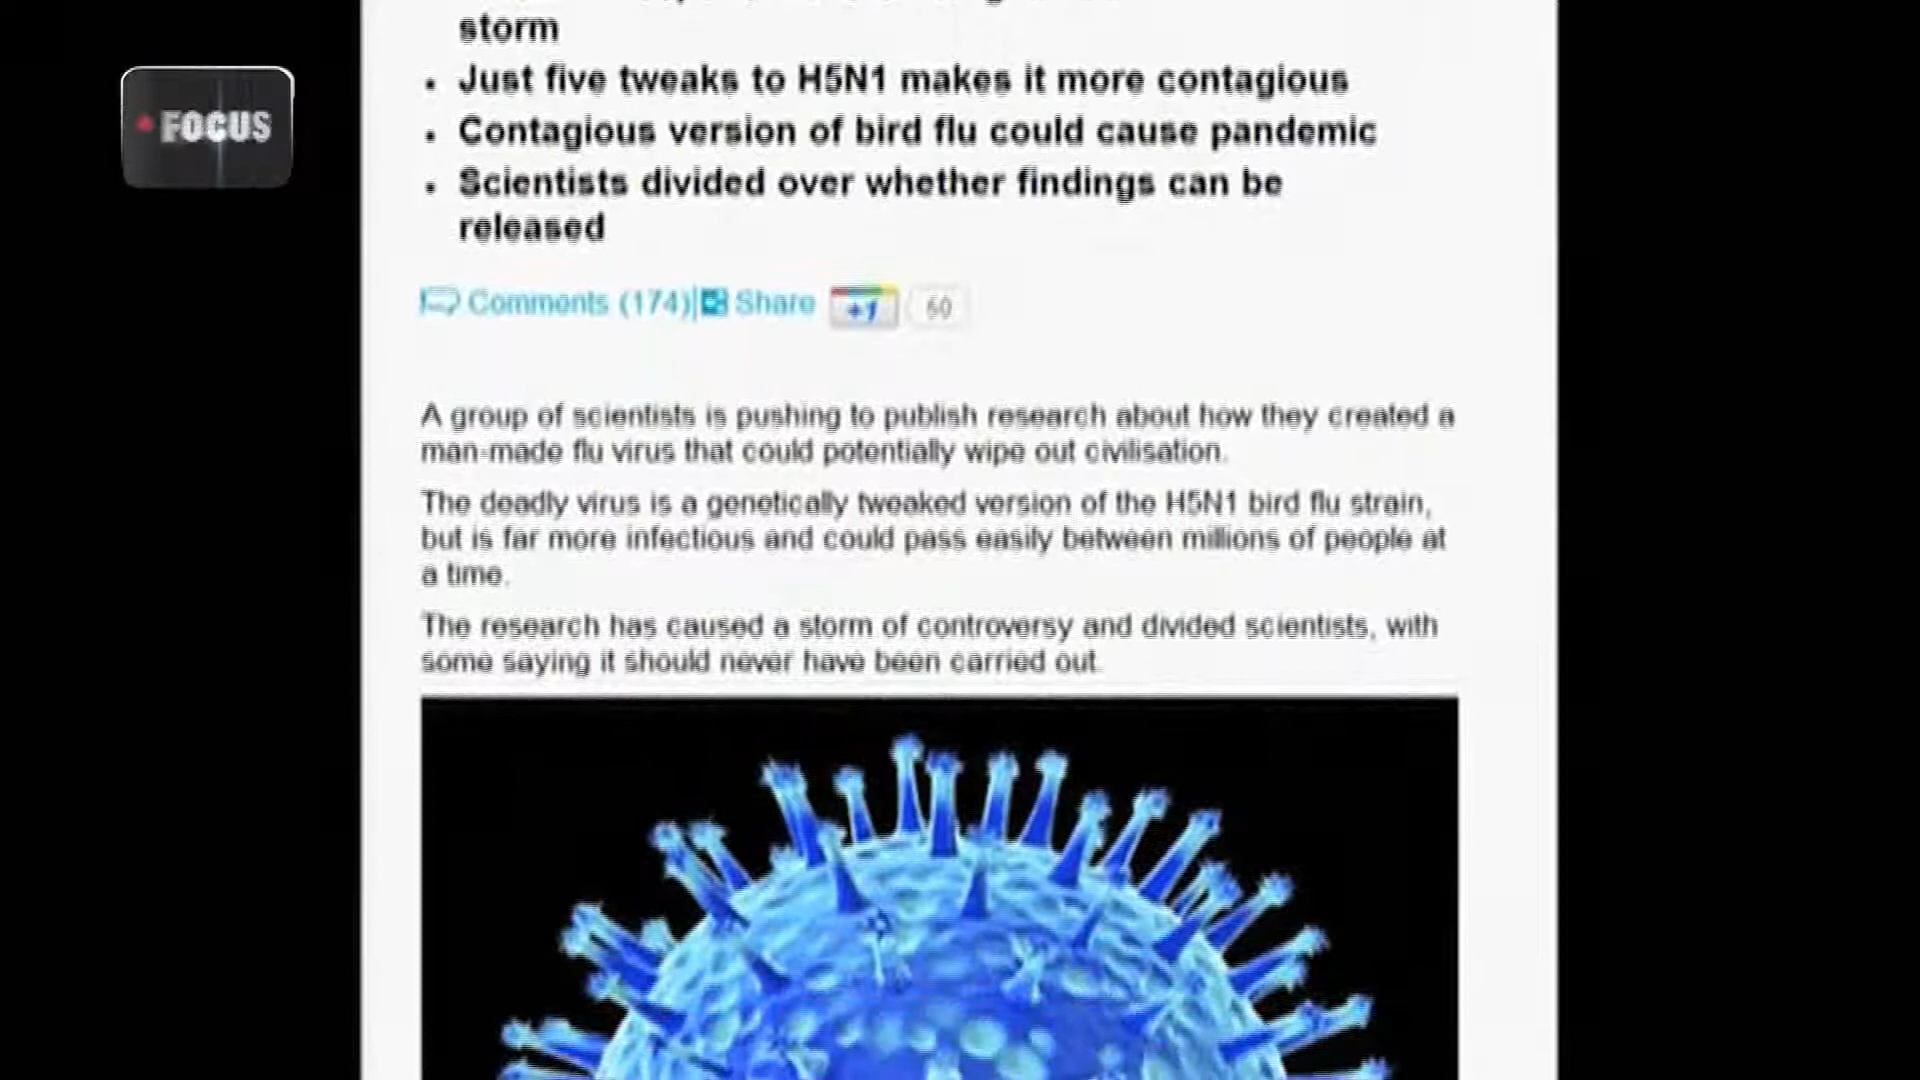 storm
• Just five tweaks to H5N1 makes it more contagious
• Contagious version of bird flu could cause pandemic
• Scientists divided over whether findings can be
released
FOCUS
Comments (174) | Share +1 60
A group of scientists is pushing to publish research about how they created a
man-made flu virus that could potentially wipe out civilisation.
The deadly virus is a genetically tweaked version of the H5N1 bird flu strain,
but is far more infectious and could pass easily between millions of people at
a time.
The research has caused a storm of controversy and divided scientists, with
some saying it should never have been carried out.